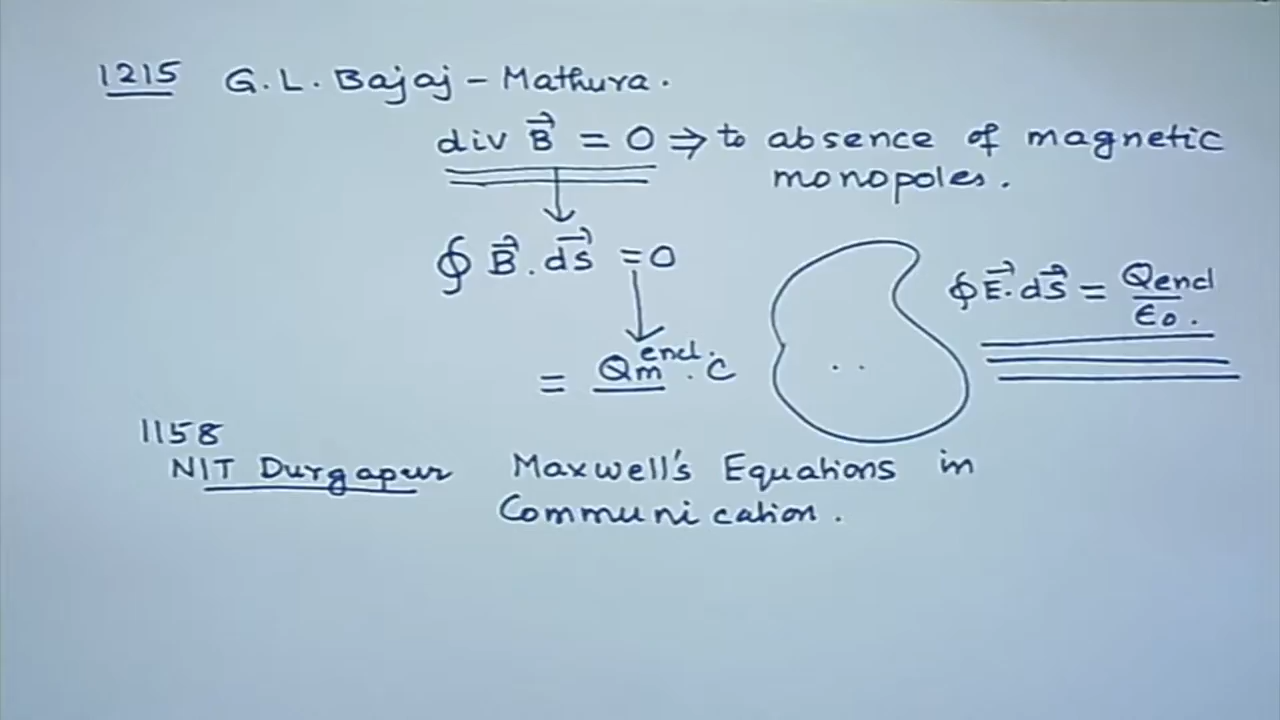 1215 G.L. Bajaj - Mathura.
div B⃗ = 0 ⇒ to absence of magnetic
monopoles.
∮ B⃗ . ds⃗ = 0
∮ E⃗ . dS⃗ = Qencl / ϵ0 .
= Qm encl . C
1158
NIT Durgapur Maxwell's Equations in
Communication.